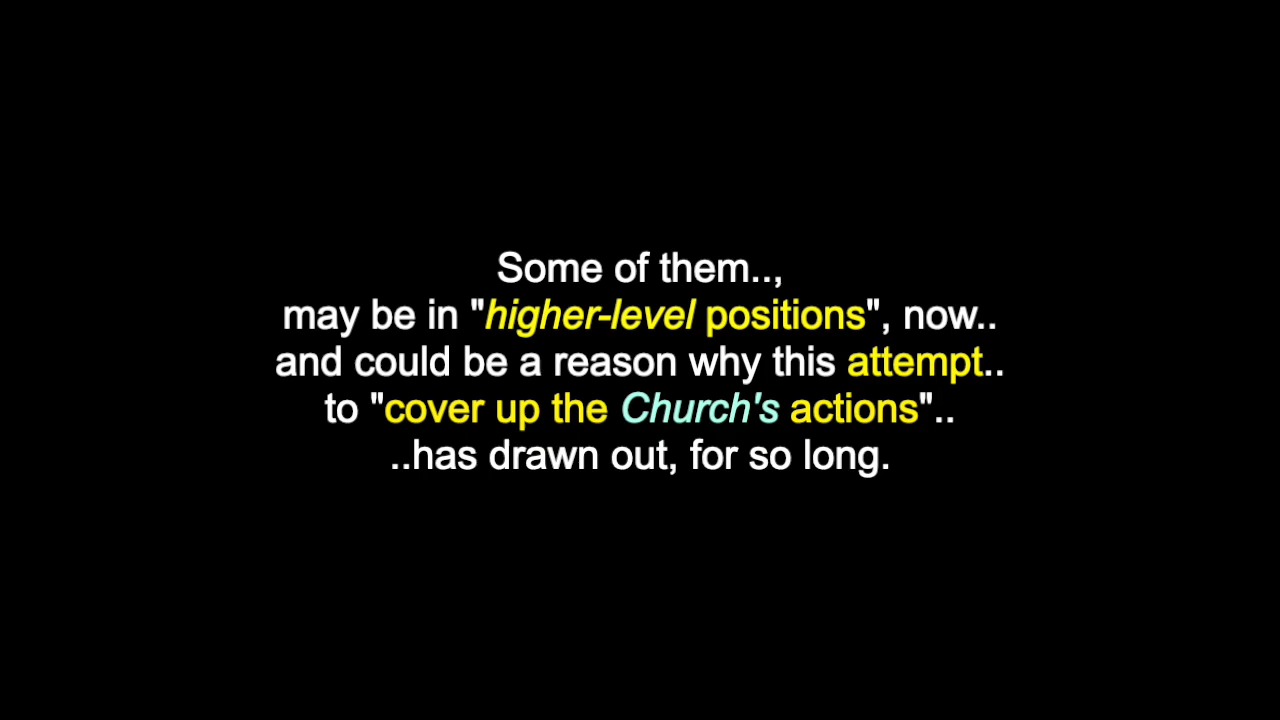 Some of them..,
may be in "higher-level positions", now..
and could be a reason why this attempt..
to "cover up the Church's actions"..
..has drawn out, for so long.